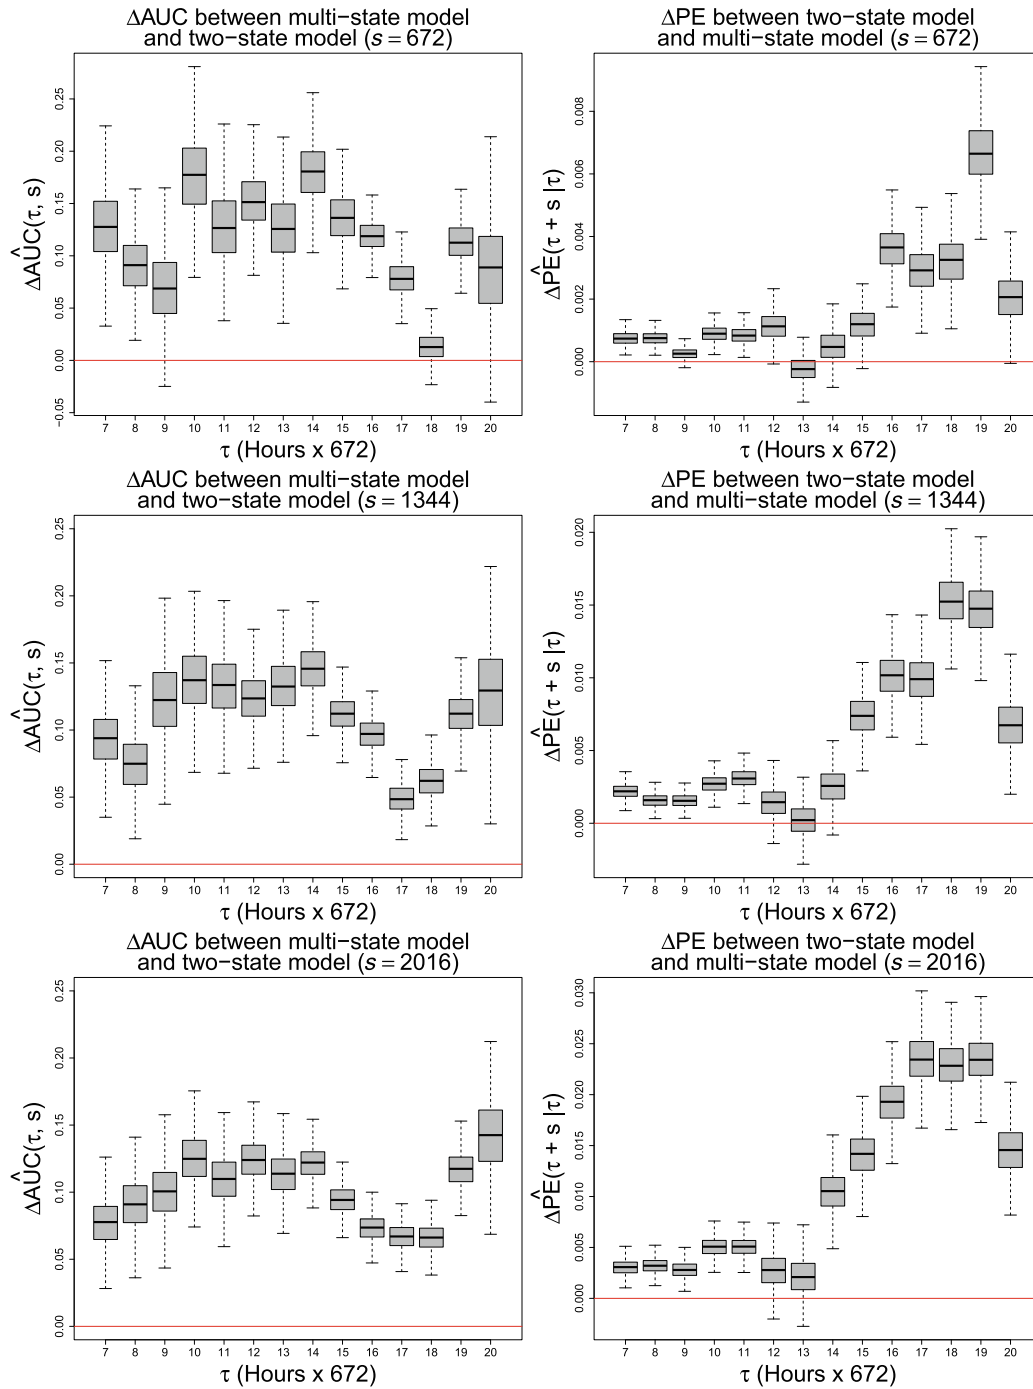 ΔAUC between multi−state model
and two−state model (s = 672)
0.25
0.20
0.15
0.10
0.05
0.00
−0.05
ΔAÛC(τ, s)
7 8 9 10 11 12 13 14 15 16 17 18 19 20
τ (Hours x 672)
ΔPE between two−state model
and multi−state model (s = 672)
0.008
0.006
0.004
0.002
0.000
ΔP̂E(τ + s |τ)
7 8 9 10 11 12 13 14 15 16 17 18 19 20
τ (Hours x 672)
ΔAUC between multi−state model
and two−state model (s = 1344)
0.25
0.20
0.15
0.10
0.05
0.00
ΔAÛC(τ, s)
7 8 9 10 11 12 13 14 15 16 17 18 19 20
τ (Hours x 672)
ΔPE between two−state model
and multi−state model (s = 1344)
0.020
0.015
0.010
0.005
0.000
ΔP̂E(τ + s |τ)
7 8 9 10 11 12 13 14 15 16 17 18 19 20
τ (Hours x 672)
ΔAUC between multi−state model
and two−state model (s = 2016)
0.25
0.20
0.15
0.10
0.05
0.00
ΔAÛC(τ, s)
7 8 9 10 11 12 13 14 15 16 17 18 19 20
τ (Hours x 672)
ΔPE between two−state model
and multi−state model (s = 2016)
0.030
0.025
0.020
0.015
0.010
0.005
0.000
ΔP̂E(τ + s |τ)
7 8 9 10 11 12 13 14 15 16 17 18 19 20
τ (Hours x 672)